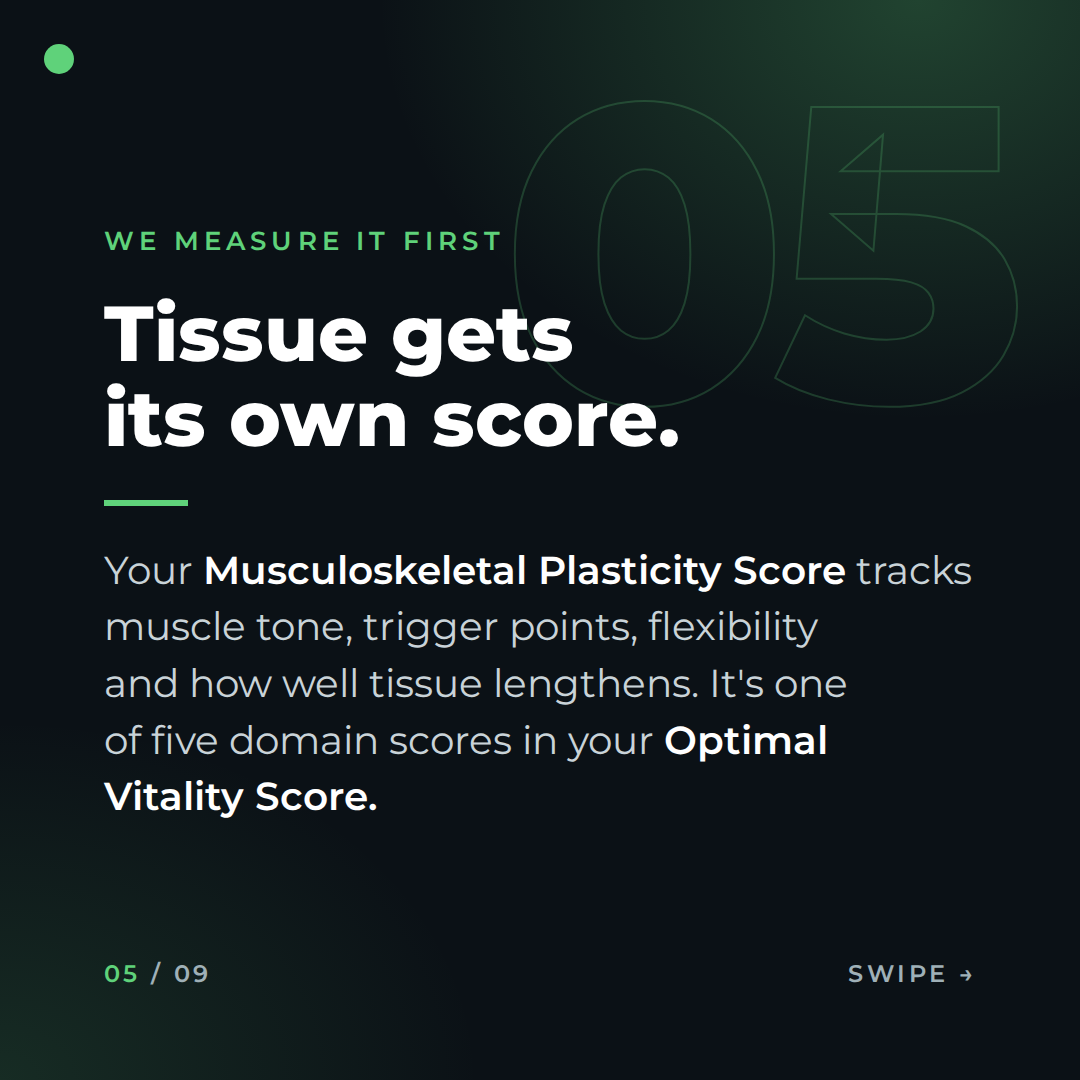 05
WE MEASURE IT FIRST
Tissue gets
its own score.
Your Musculoskeletal Plasticity Score tracks
muscle tone, trigger points, flexibility
and how well tissue lengthens. It's one
of five domain scores in your Optimal
Vitality Score.
05 / 09
SWIPE →